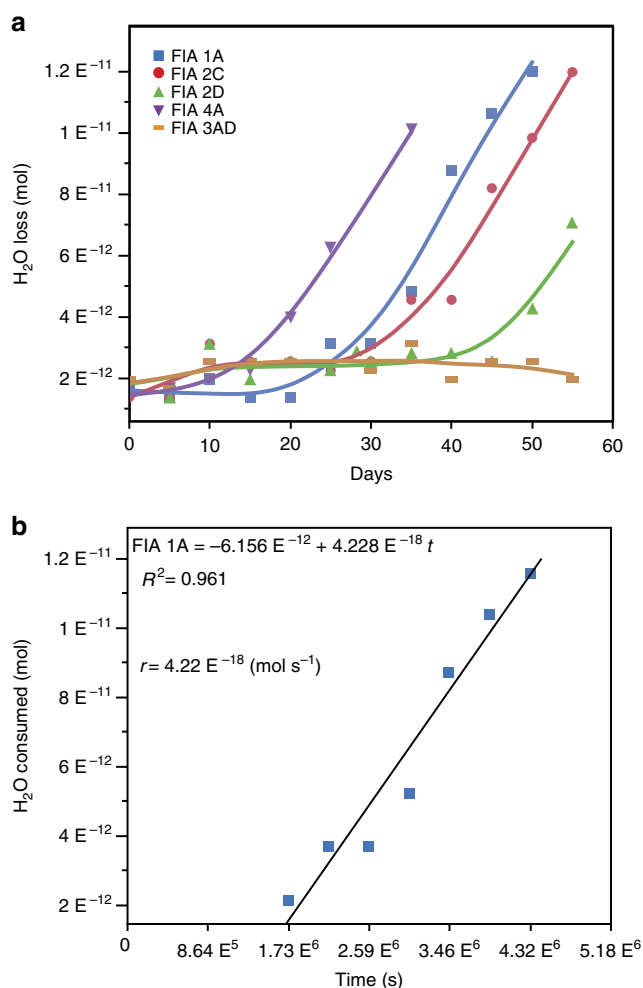 a
FIA 1A
FIA 2C
FIA 2D
FIA 4A
FIA 3AD
1.2 E⁻¹¹
1 E⁻¹¹
8 E⁻¹²
6 E⁻¹²
4 E⁻¹²
2 E⁻¹²
H₂O loss (mol)
0 10 20 30 40 50 60
Days
b
FIA 1A = –6.156 E⁻¹² + 4.228 E⁻¹⁸ t
R² = 0.961
r = 4.22 E⁻¹⁸ (mol s⁻¹)
1.2 E⁻¹¹
1 E⁻¹¹
8 E⁻¹²
6 E⁻¹²
4 E⁻¹²
2 E⁻¹²
H₂O consumed (mol)
0 8.64 E⁵ 1.73 E⁶ 2.59 E⁶ 3.46 E⁶ 4.32 E⁶ 5.18 E⁶
Time (s)